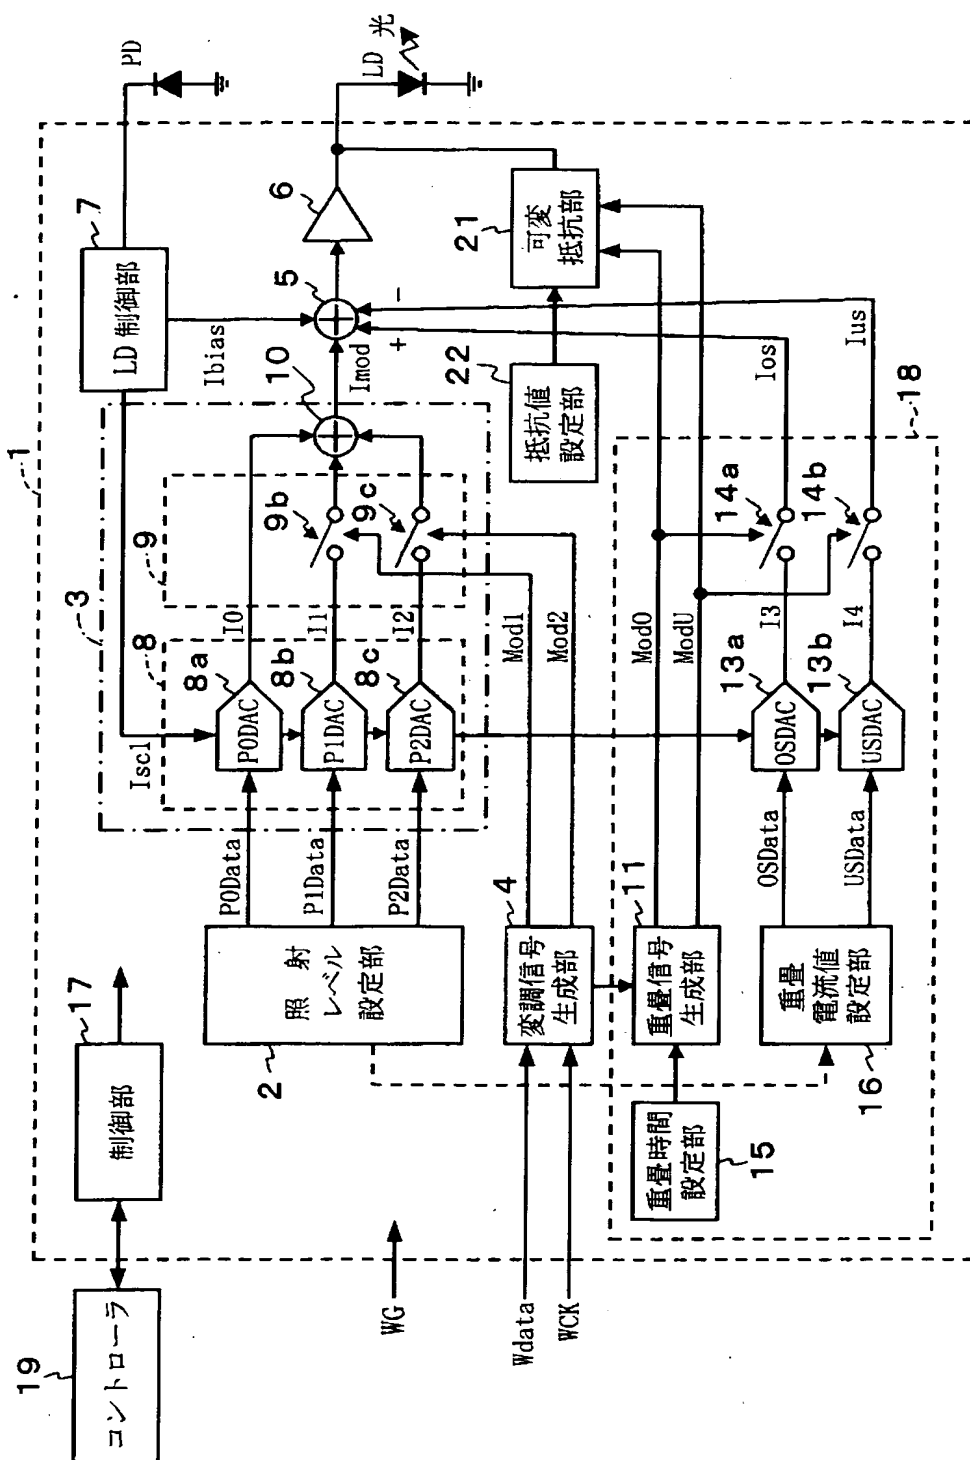 1
19
コントローラ
17
制御部
7
LD 制御部
PD
LD 光
3
8
9
Iscl
Ibias
P0Data
P1Data
P2Data
8a
P0DAC
8b
P1DAC
8c
P2DAC
I0
I1
I2
9b
9c
10
Imod
5
+
−
6
2
照射
レベル
設定部
WG
Wdata
WCK
4
変調信号
生成部
Mod1
Mod2
22
抵抗値
設定部
21
可変
抵抗部
18
15
重畳時間
設定部
11
重畳信号
生成部
ModO
ModU
16
重畳
電流値
設定部
OSData
USData
13a
OSDAC
13b
USDAC
I3
I4
14a
14b
Ios
Ius